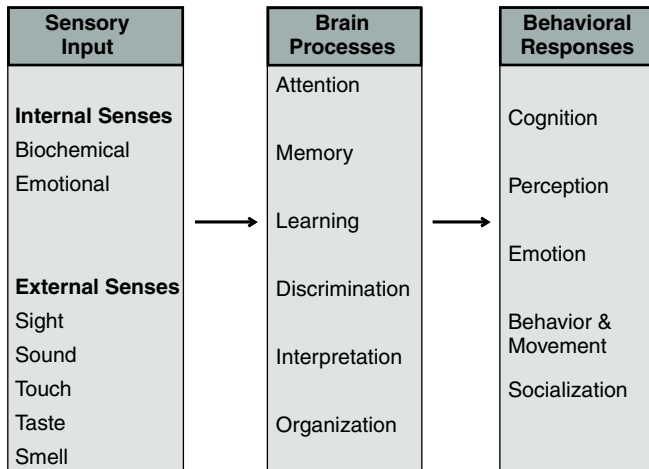 Sensory
Input
Internal Senses
Biochemical
Emotional
External Senses
Sight
Sound
Touch
Taste
Smell
Brain
Processes
Attention
Memory
Learning
Discrimination
Interpretation
Organization
Behavioral
Responses
Cognition
Perception
Emotion
Behavior &
Movement
Socialization